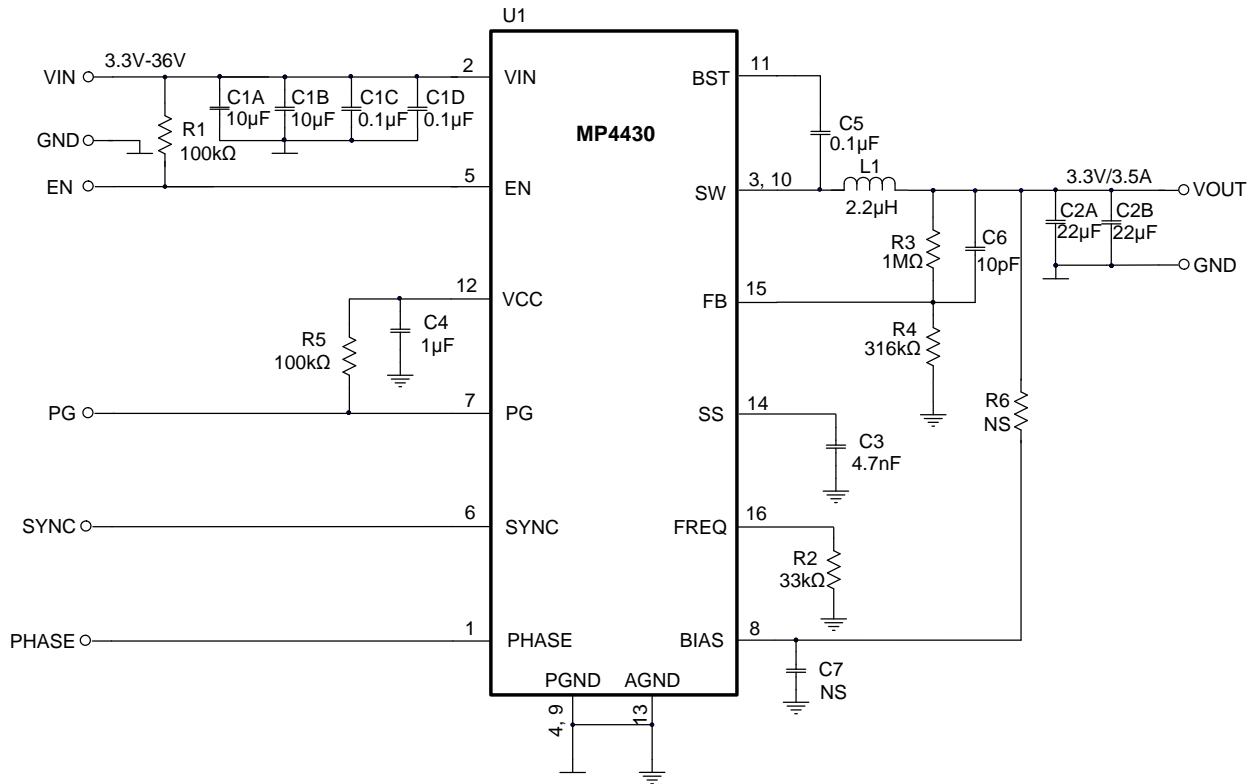 U1
VIN
3.3V-36V
2
VIN
C1A
10µF
C1B
10µF
C1C
0.1µF
C1D
0.1µF
R1
100kΩ
GND
EN
5
EN
MP4430
BST
11
C5
0.1µF
SW
3, 10
L1
2.2µH
3.3V/3.5A
VOUT
C2A
22µF
C2B
22µF
GND
R3
1MΩ
C6
10pF
12
VCC
C4
1µF
R5
100kΩ
FB
15
R4
316kΩ
PG
7
PG
SS
14
C3
4.7nF
R6
NS
SYNC
6
SYNC
FREQ
16
R2
33kΩ
PHASE
1
PHASE
BIAS
8
C7
NS
PGND
AGND
4, 9
13